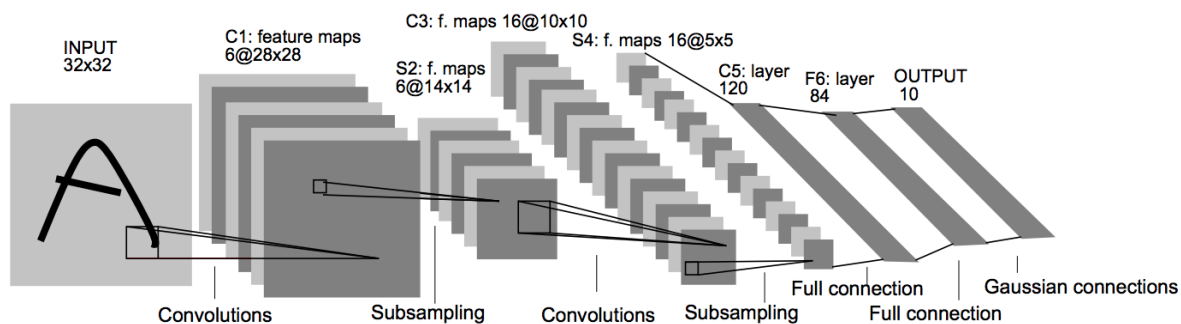 INPUT
32x32
C1: feature maps
6@28x28
S2: f. maps
6@14x14
C3: f. maps 16@10x10
S4: f. maps 16@5x5
C5: layer
120
F6: layer
84
OUTPUT
10
Convolutions
Subsampling
Convolutions
Subsampling
Full connection
Full connection
Gaussian connections